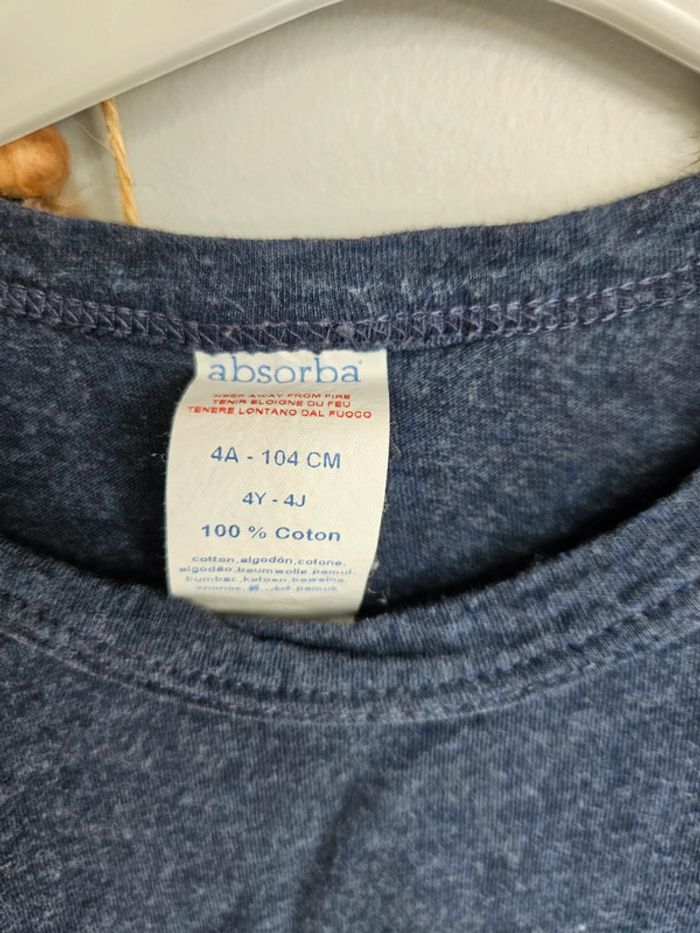 absorba
KEEP AWAY FROM FIRE
TENIR ELOIGNE DU FEU
TENERE LONTANO DAL FUOCO
4A - 104 CM
4Y - 4J
100 % Coton
cotton,algodón,cotone,
algodão,baumwolle,pamut,
bumbac,katoen,bawełna,
pamuk